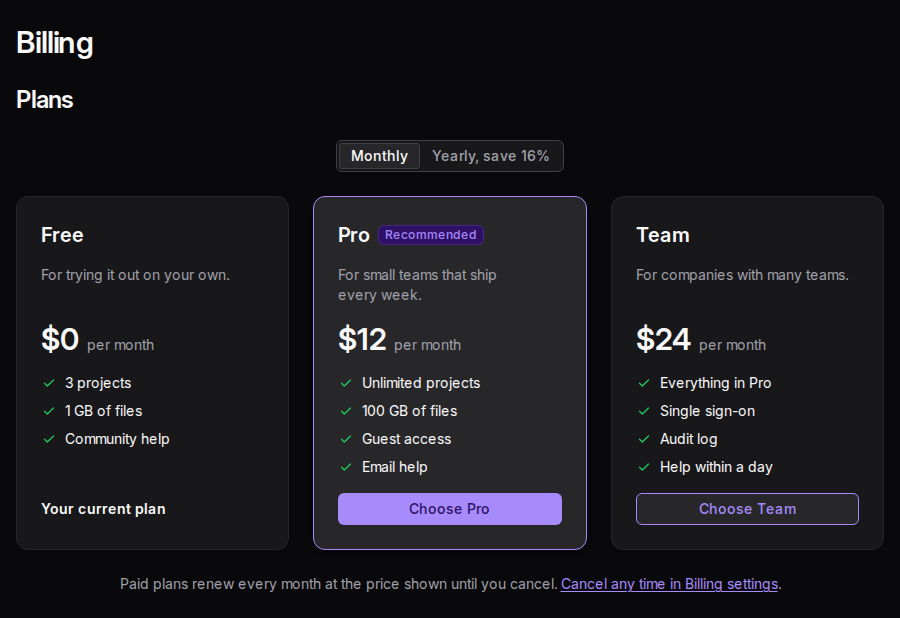 Billing
Plans
Monthly
Yearly, save 16%
Free
For trying it out on your own.
$0 per month
3 projects
1 GB of files
Community help
Your current plan
Pro
Recommended
For small teams that ship
every week.
$12 per month
Unlimited projects
100 GB of files
Guest access
Email help
Choose Pro
Team
For companies with many teams.
$24 per month
Everything in Pro
Single sign-on
Audit log
Help within a day
Choose Team
Paid plans renew every month at the price shown until you cancel. Cancel any time in Billing settings.